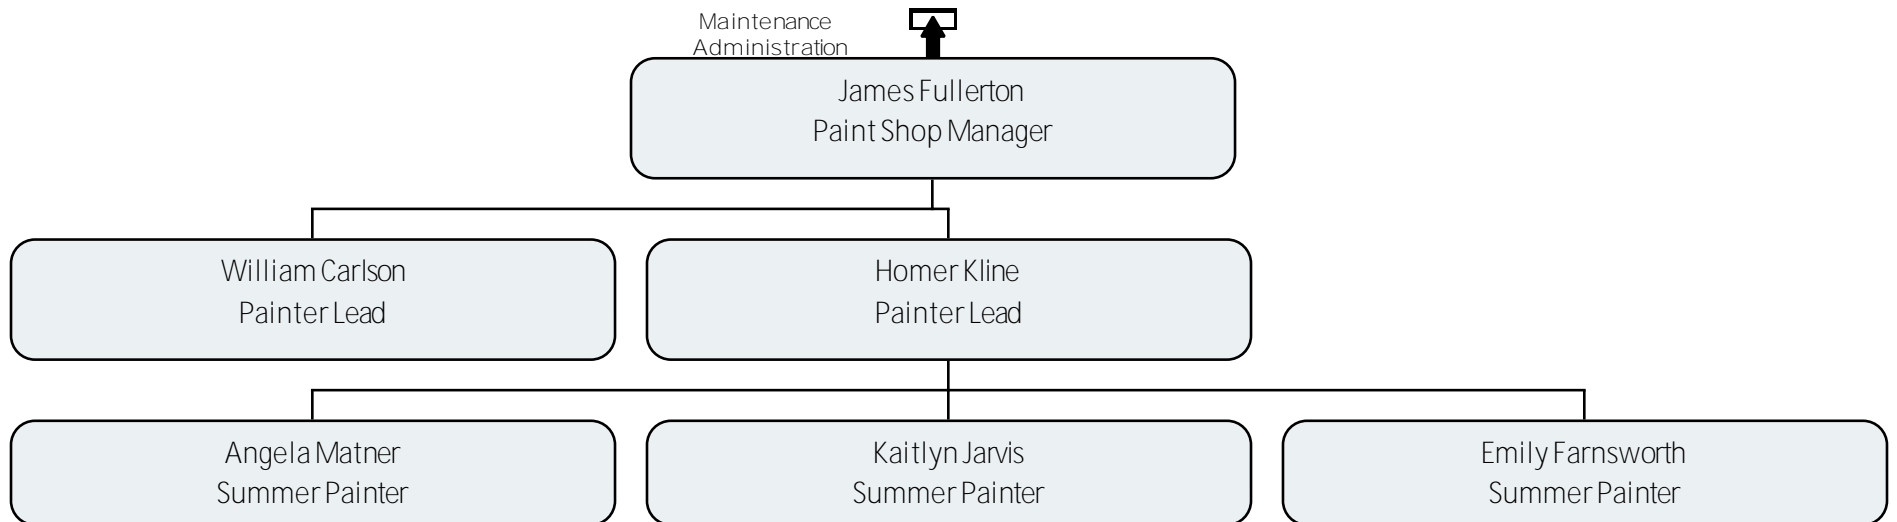 Maintenance
Administration
James Fullerton
Paint Shop Manager
William Carlson
Painter Lead
Homer Kline
Painter Lead
Angela Matner
Summer Painter
Kaitlyn Jarvis
Summer Painter
Emily Farnsworth
Summer Painter